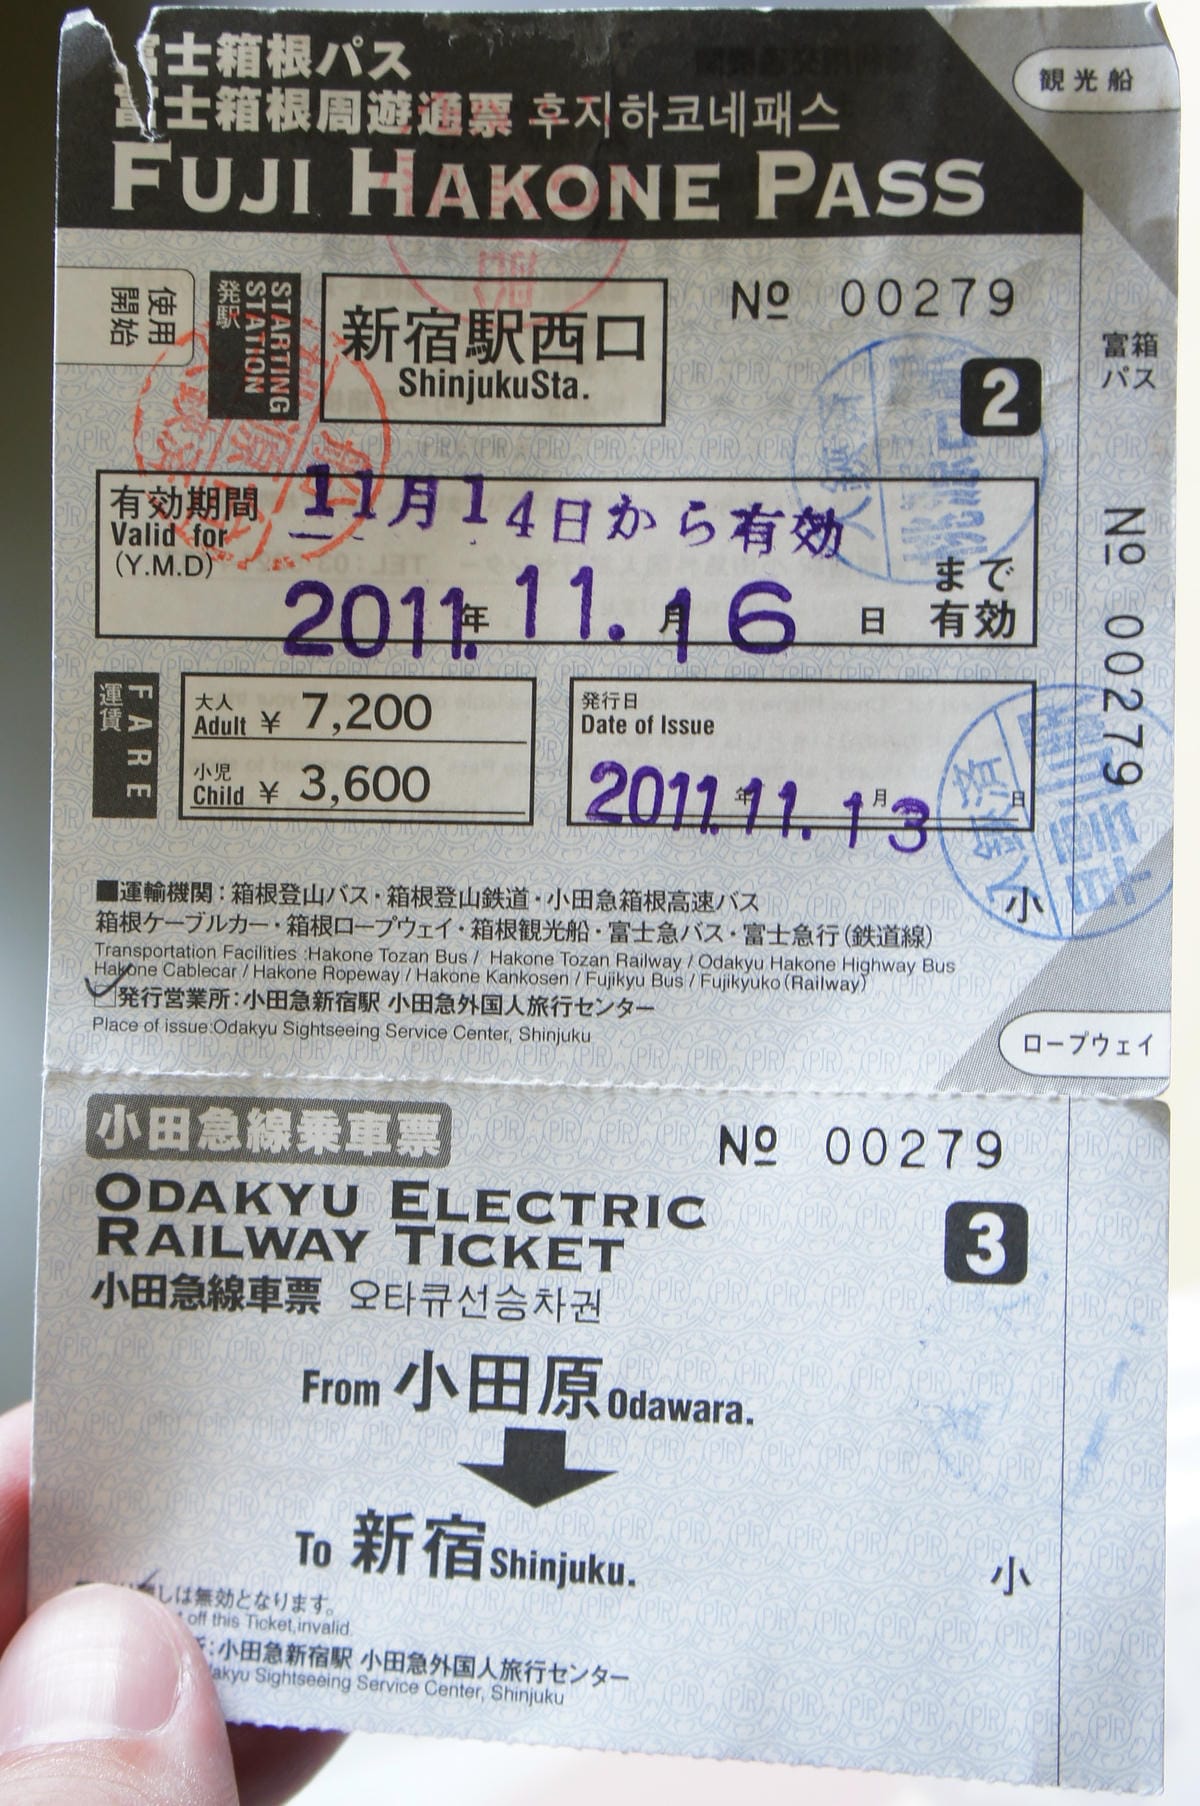 富士箱根パス
富士箱根周遊通票 후지하코네패스
FUJI HAKONE PASS
観光船
使用開始
発駅 STARTING STATION
新宿駅西口
ShinjukuSta.
Nº 00279
2
富箱パス
Nº 00279
有効期間
Valid for
(Y.M.D)
11月14日から有効
2011年11.月16日まで有効
FARE 運賃
大人
Adult ¥ 7,200
小児
Child ¥ 3,600
発行日
Date of Issue
2011.年11.月13日
小
■運輸機関:箱根登山バス・箱根登山鉄道・小田急箱根高速バス
箱根ケーブルカー・箱根ロープウェイ・箱根観光船・富士急バス・富士急行(鉄道線)
Transportation Facilities :Hakone Tozan Bus / Hakone Tozan Railway / Odakyu Hakone Highway Bus
Hakone Cablecar / Hakone Ropeway / Hakone Kankosen / Fujikyu Bus / Fujikyuko (Railway)
□発行営業所:小田急新宿駅 小田急外国人旅行センター
Place of issue:Odakyu Sightseeing Service Center, Shinjuku
ロープウェイ
小田急線乗車票
Nº 00279
ODAKYU ELECTRIC
RAILWAY TICKET
3
小田急線車票 오타큐선승차권
From 小田原 Odawara.
To 新宿 Shinjuku.
小
しは無効となります。
off this Ticket,invalid.
所:小田急新宿駅 小田急外国人旅行センター
akyu Sightseeing Service Center, Shinjuku